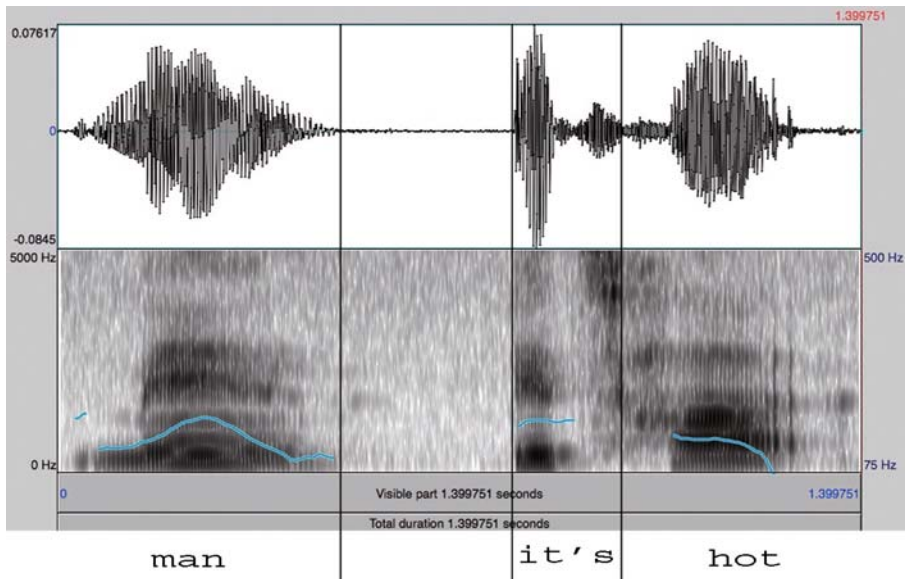 1.399751
0.07617
0
-0.0845
5000 Hz 500 Hz
0 Hz 75 Hz
0 Visible part 1.399751 seconds 1.399751
Total duration 1.399751 seconds
man it's hot